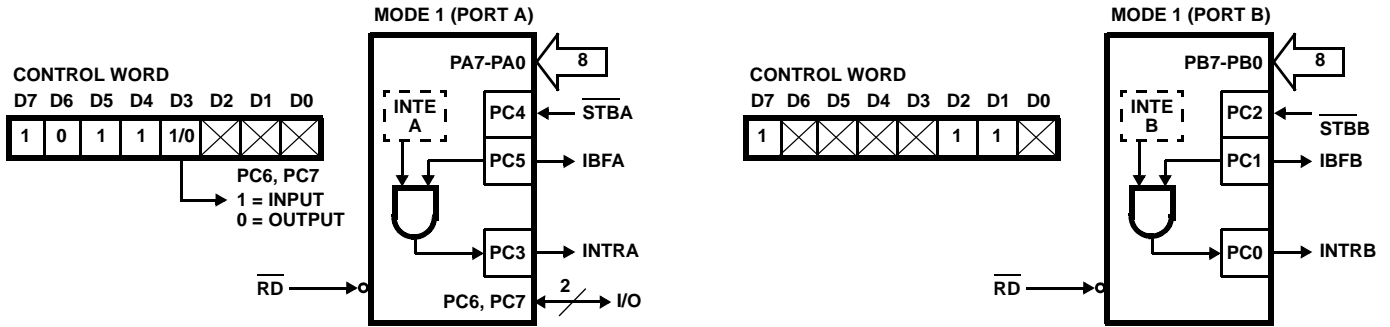 MODE 1 (PORT A)
CONTROL WORD
D7 D6 D5 D4 D3 D2 D1 D0
1 0 1 1 1/0
PC6, PC7
1 = INPUT
0 = OUTPUT
PA7-PA0
8
INTE
A
PC4
STBA
PC5
IBFA
PC3
INTRA
RD
PC6, PC7
2
I/O
MODE 1 (PORT B)
D7 D6 D5 D4 D3 D2 D1 D0
CONTROL WORD
1 1 1
PB7-PB0
8
INTE
B
PC2
STBB
PC1
IBFB
PC0
INTRB
RD